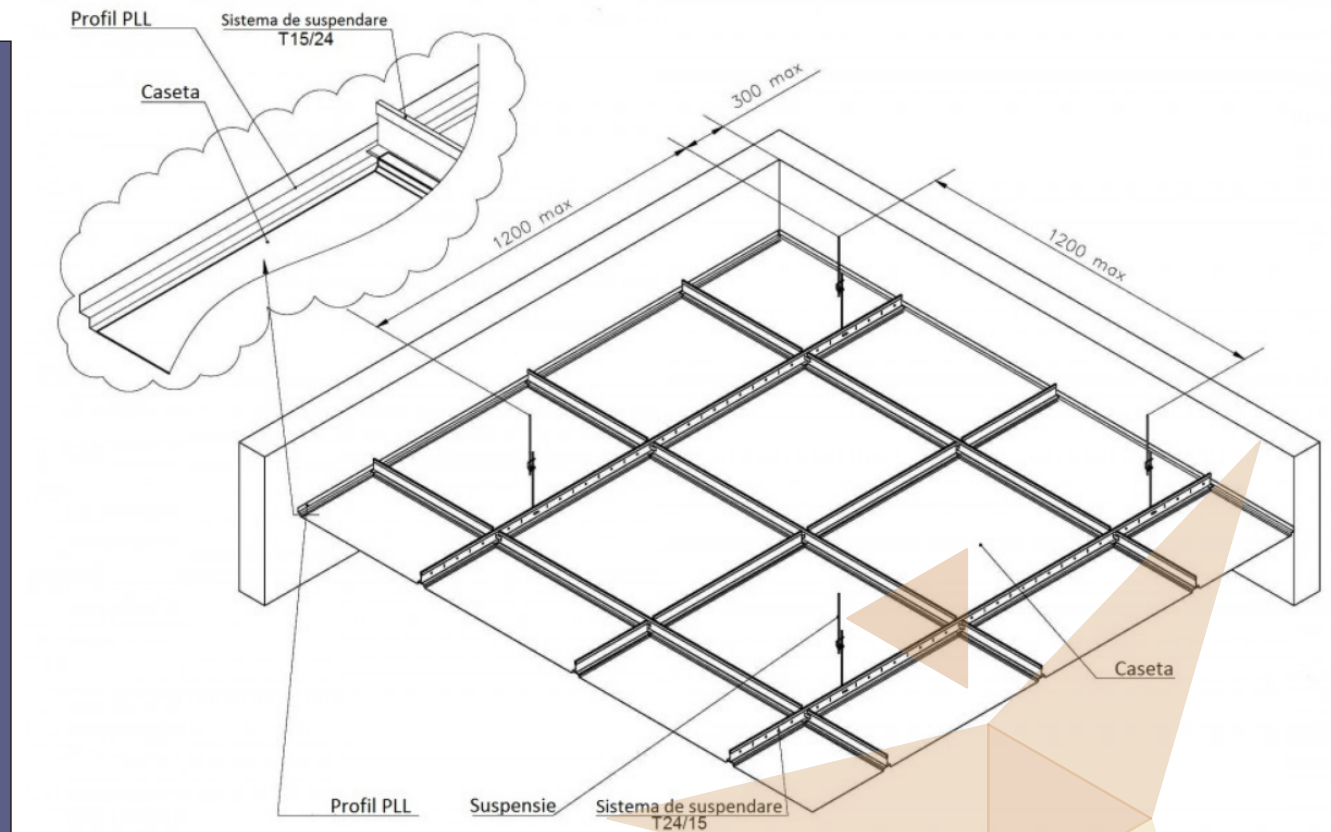 Profil PLL
Sistema de suspendare
T15/24
Caseta
300 max
1200 max
1200 max
Caseta
Profil PLL
Suspensie
Sistema de suspendare
T24/15